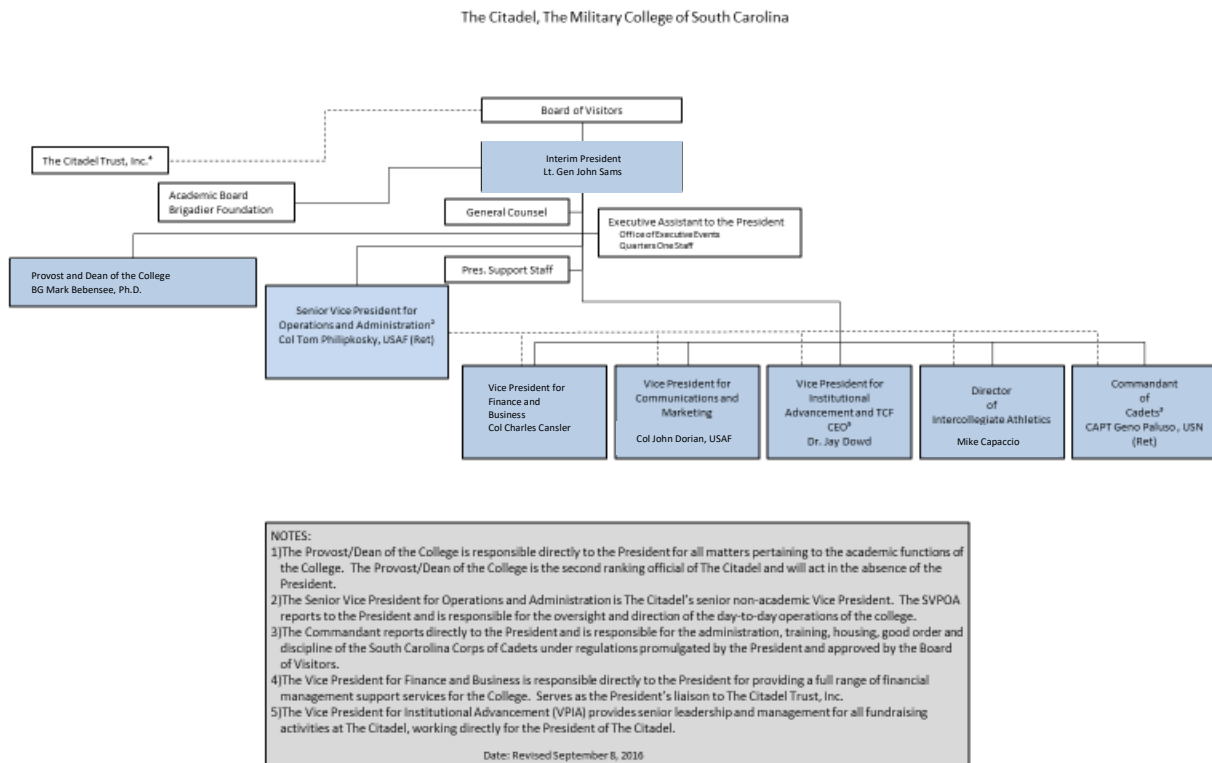 The Citadel, The Military College of South Carolina
Board of Visitors
The Citadel Trust, Inc.⁴
Interim President
Lt. Gen John Sams
Academic Board
Brigadier Foundation
General Counsel
Executive Assistant to the President
Office of Executive Events
Quarters One Staff
Provost and Dean of the College
BG Mark Bebensee, Ph.D.
Pres. Support Staff
Senior Vice President for
Operations and Administration²
Col Tom Philipkosky, USAF (Ret)
Vice President for
Finance and
Business
Col Charles Cansler
Vice President for
Communications and
Marketing
Col John Dorian, USAF
Vice President for
Institutional
Advancement and TCF
CEO⁵
Dr. Jay Dowd
Director
of
Intercollegiate Athletics
Mike Capaccio
Commandant
of
Cadets³
CAPT Geno Paluso , USN
(Ret)
NOTES:
1)The Provost/Dean of the College is responsible directly to the President for all matters pertaining to the academic functions of
the College. The Provost/Dean of the College is the second ranking official of The Citadel and will act in the absence of the
President.
2)The Senior Vice President for Operations and Administration is The Citadel's senior non-academic Vice President. The SVPOA
reports to the President and is responsible for the oversight and direction of the day-to-day operations of the college.
3)The Commandant reports directly to the President and is responsible for the administration, training, housing, good order and
discipline of the South Carolina Corps of Cadets under regulations promulgated by the President and approved by the Board
of Visitors.
4)The Vice President for Finance and Business is responsible directly to the President for providing a full range of financial
management support services for the College. Serves as the President's liaison to The Citadel Trust, Inc.
5)The Vice President for Institutional Advancement (VPIA) provides senior leadership and management for all fundraising
activities at The Citadel, working directly for the President of The Citadel.
Date: Revised September 8, 2016